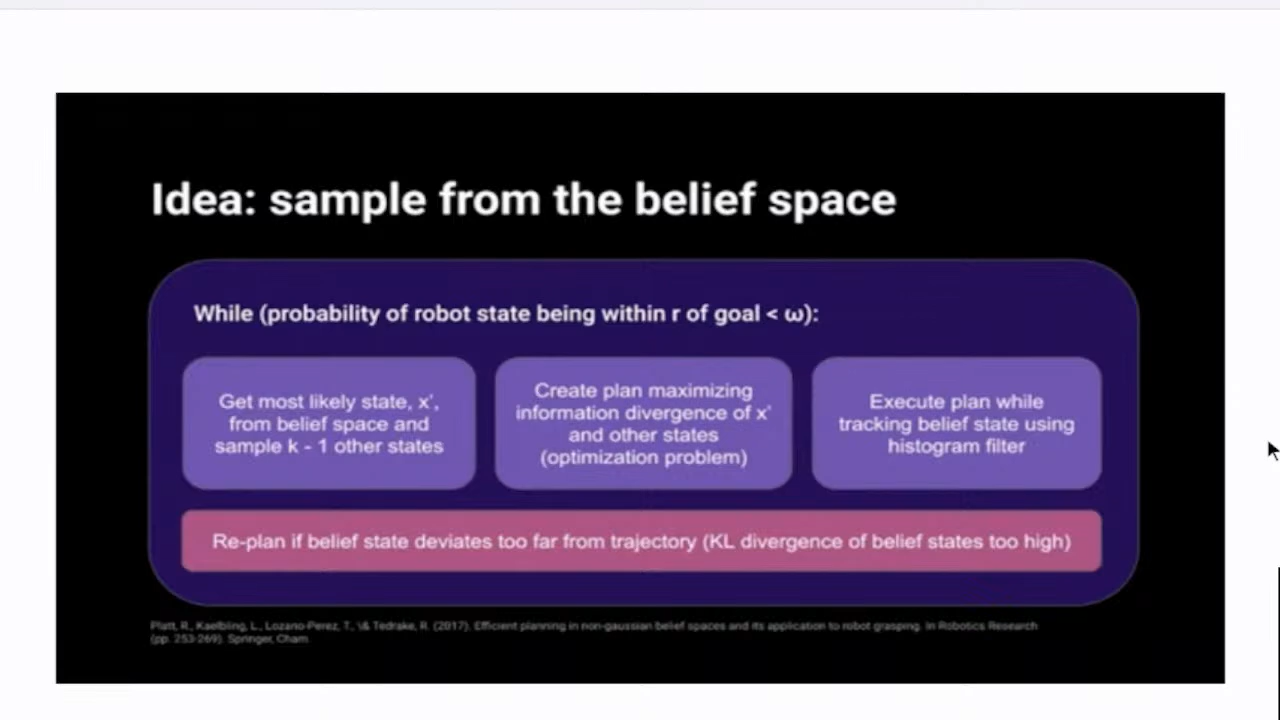 Idea: sample from the belief space
While (probability of robot state being within r of goal < ω):
Get most likely state, x’,
from belief space and
sample k - 1 other states
Create plan maximizing
information divergence of x’
and other states
(optimization problem)
Execute plan while
tracking belief state using
histogram filter
Re-plan if belief state deviates too far from trajectory (KL divergence of belief states too high)
Platt, R., Kaelbling, L., Lozano-Perez, T., \& Tedrake, R. (2017). Efficient planning in non-gaussian belief spaces and its application to robot grasping. In Robotics Research
(pp. 253-269). Springer, Cham.